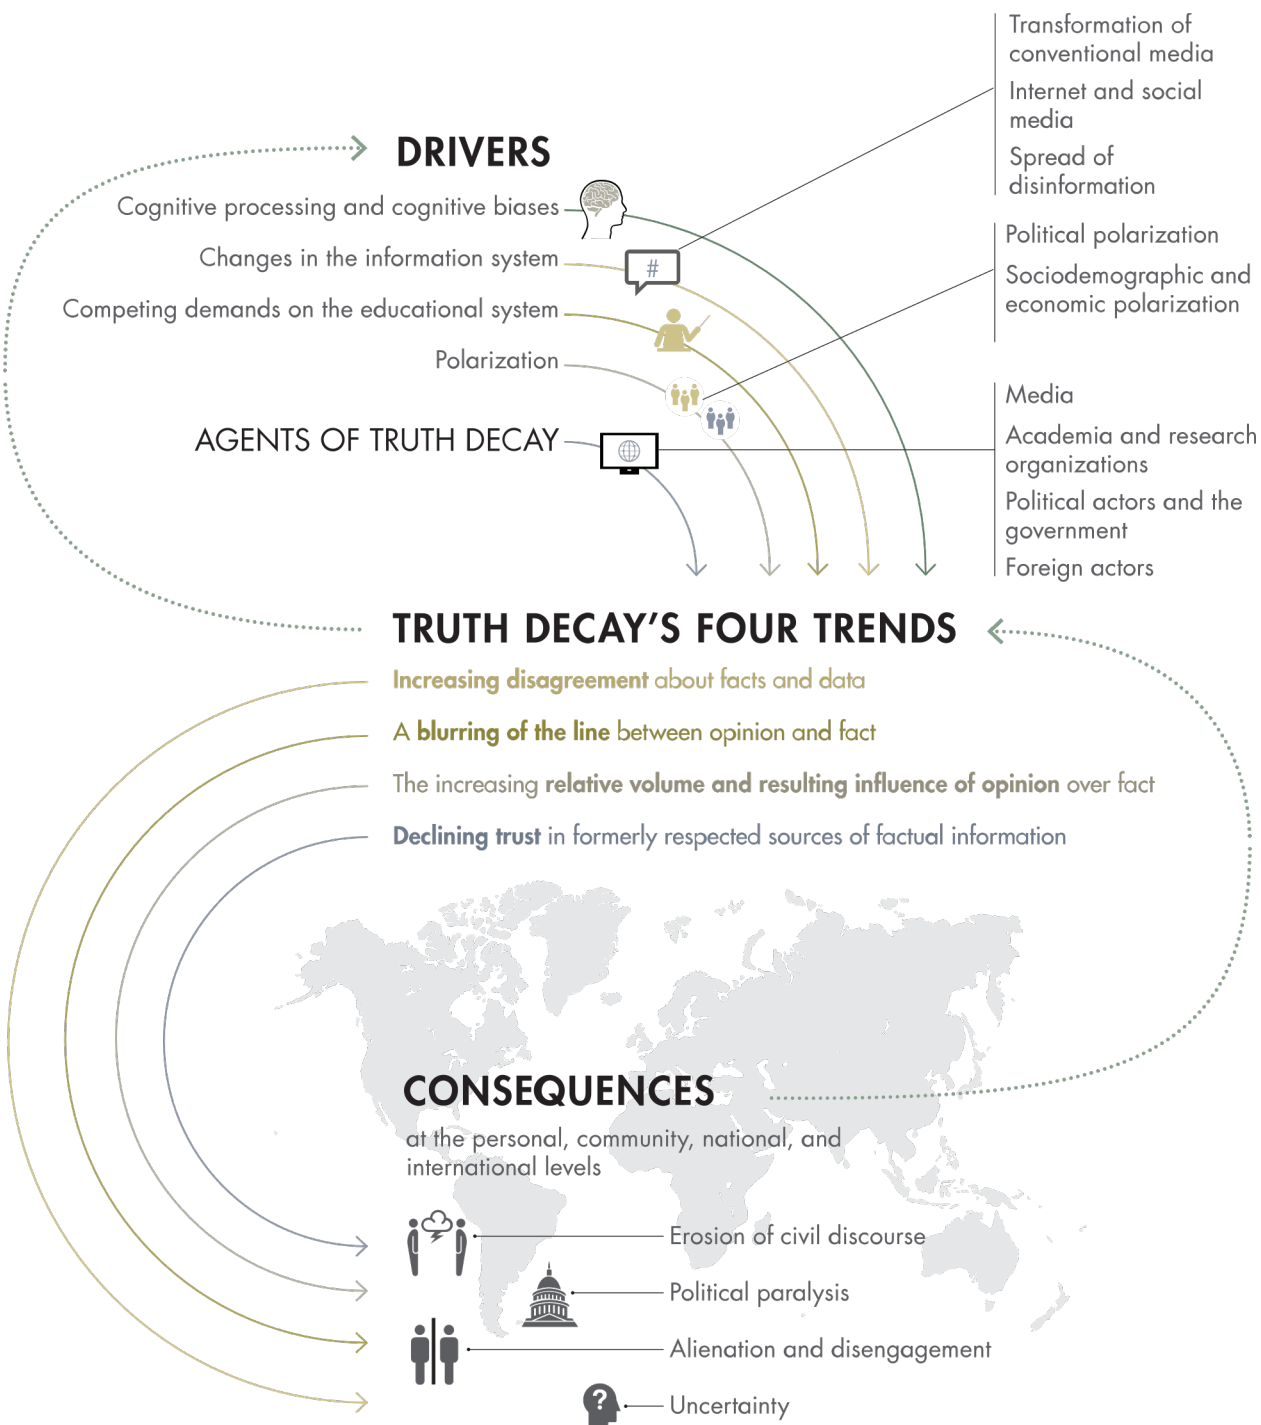 DRIVERS
Cognitive processing and cognitive biases
Changes in the information system
#
Competing demands on the educational system
Polarization
AGENTS OF TRUTH DECAY
Transformation of
conventional media
Internet and social
media
Spread of
disinformation
Political polarization
Sociodemographic and
economic polarization
Media
Academia and research
organizations
Political actors and the
government
Foreign actors
TRUTH DECAY’S FOUR TRENDS
Increasing disagreement about facts and data
A blurring of the line between opinion and fact
The increasing relative volume and resulting influence of opinion over fact
Declining trust in formerly respected sources of factual information
CONSEQUENCES
at the personal, community, national, and
international levels
Erosion of civil discourse
Political paralysis
Alienation and disengagement
?
Uncertainty